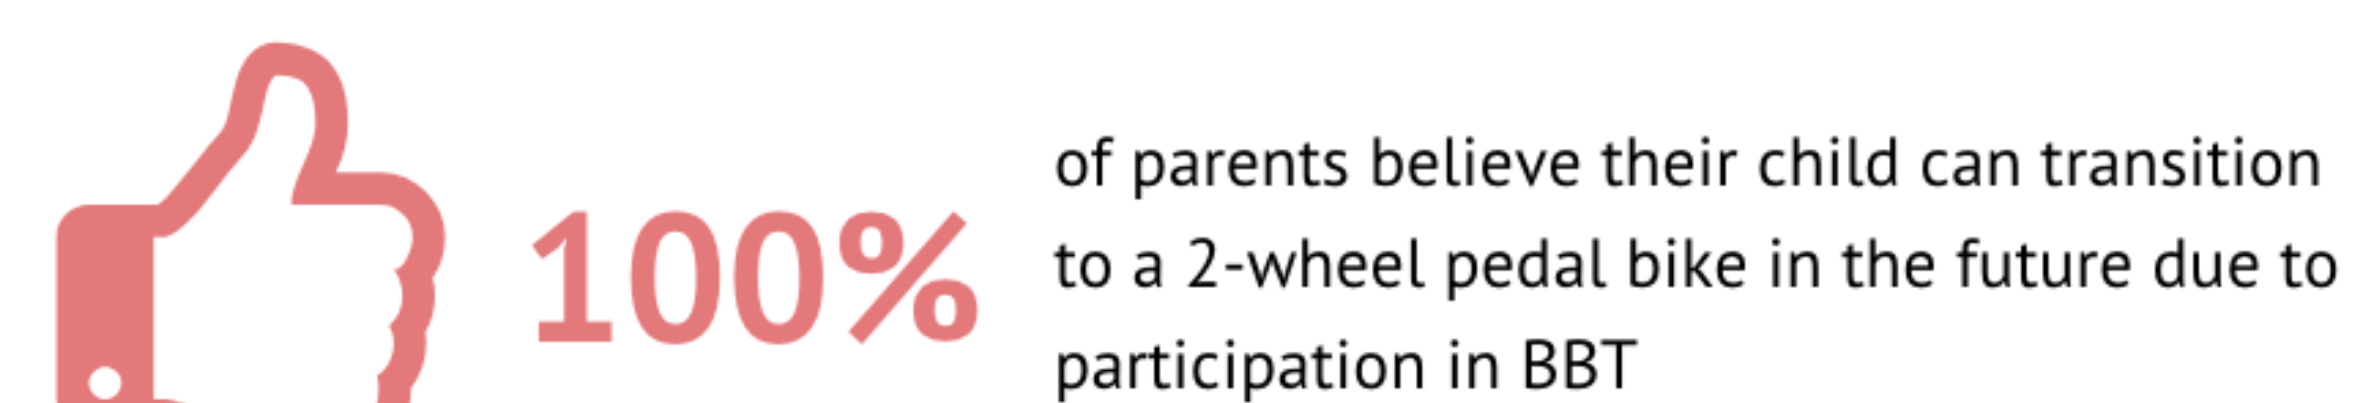 100%
of parents believe their child can transition
to a 2-wheel pedal bike in the future due to
participation in BBT